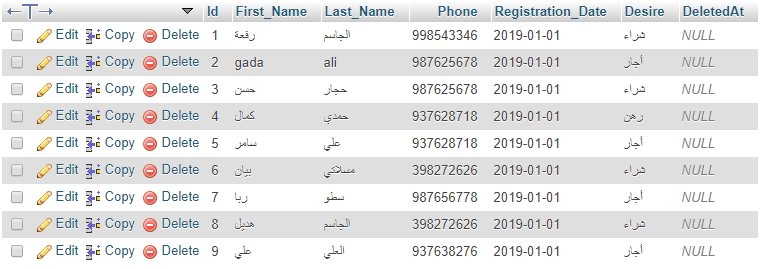 Id First_Name Last_Name Phone Registration_Date Desire DeletedAt
Edit Copy Delete 1 رفعة الجاسم 998543346 2019-01-01 شراء NULL
Edit Copy Delete 2 gada ali 987625678 2019-01-01 أجار NULL
Edit Copy Delete 3 حسن حجار 987625678 2019-01-01 شراء NULL
Edit Copy Delete 4 كمال حمدي 937628718 2019-01-01 رهن NULL
Edit Copy Delete 5 سامر علي 937628718 2019-01-01 أجار NULL
Edit Copy Delete 6 بيان مسلاتي 398272626 2019-01-01 شراء NULL
Edit Copy Delete 7 ربا سطو 987656778 2019-01-01 أجار NULL
Edit Copy Delete 8 هديل الجاسم 398272626 2019-01-01 شراء NULL
Edit Copy Delete 9 علي العلي 937638276 2019-01-01 أجار NULL